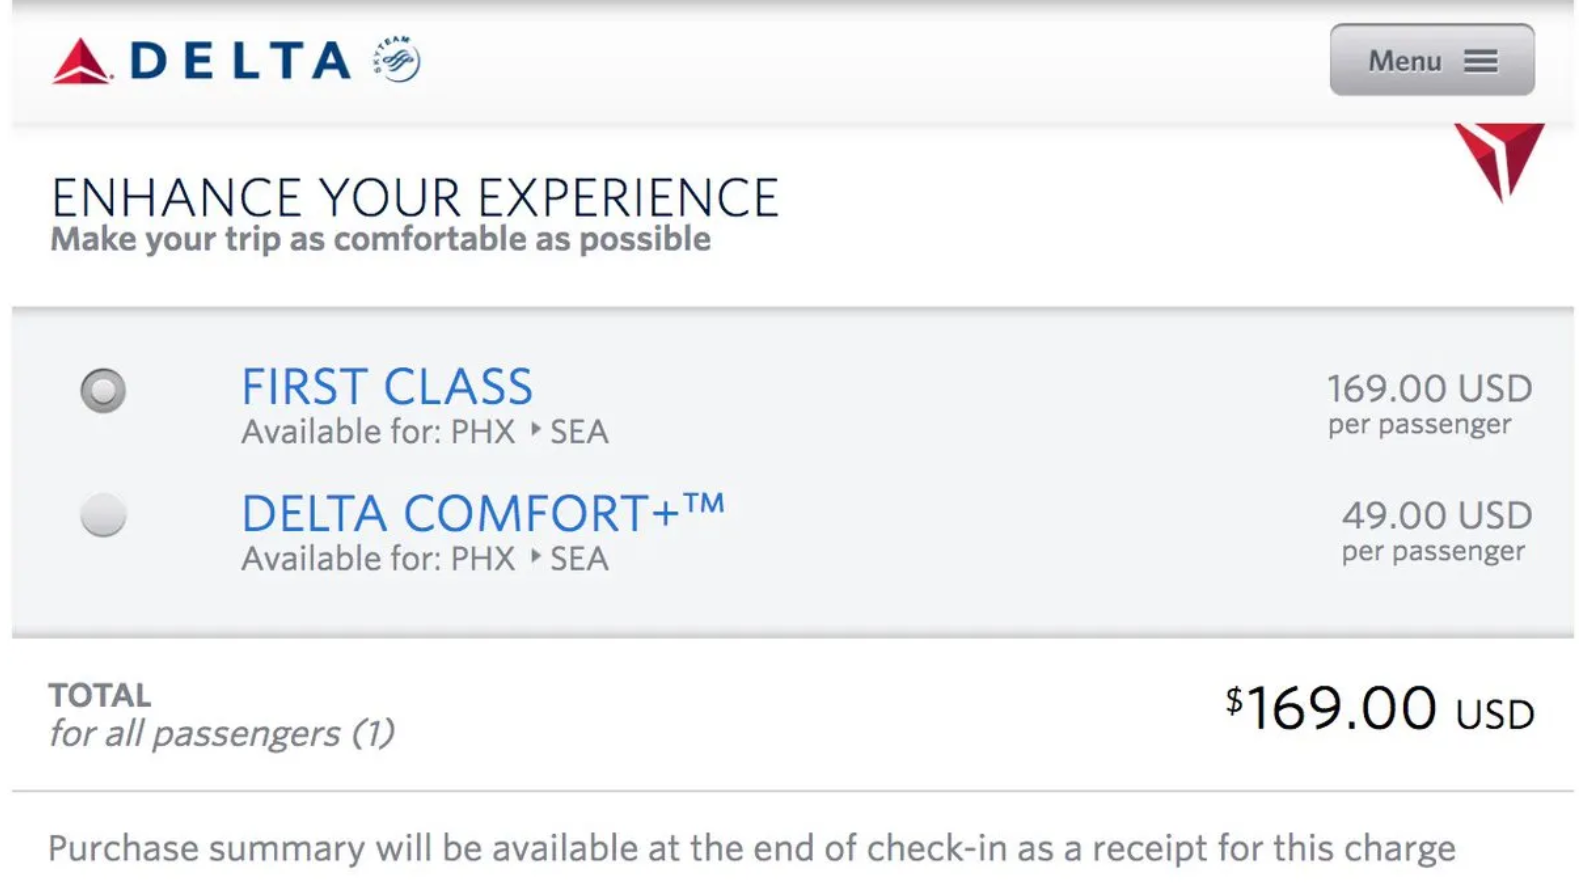 DELTA SKYTEAM
Menu
ENHANCE YOUR EXPERIENCE
Make your trip as comfortable as possible
FIRST CLASS
169.00 USD
Available for: PHX ▸ SEA
per passenger
DELTA COMFORT+™
49.00 USD
Available for: PHX ▸ SEA
per passenger
TOTAL
for all passengers (1)
$169.00 USD
Purchase summary will be available at the end of check-in as a receipt for this charge